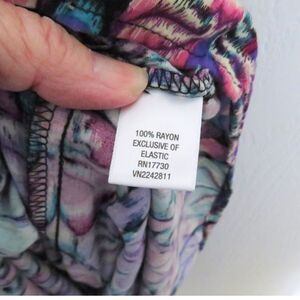 100% RAYON
EXCLUSIVE OF
ELASTIC
RN17730
VN2242811